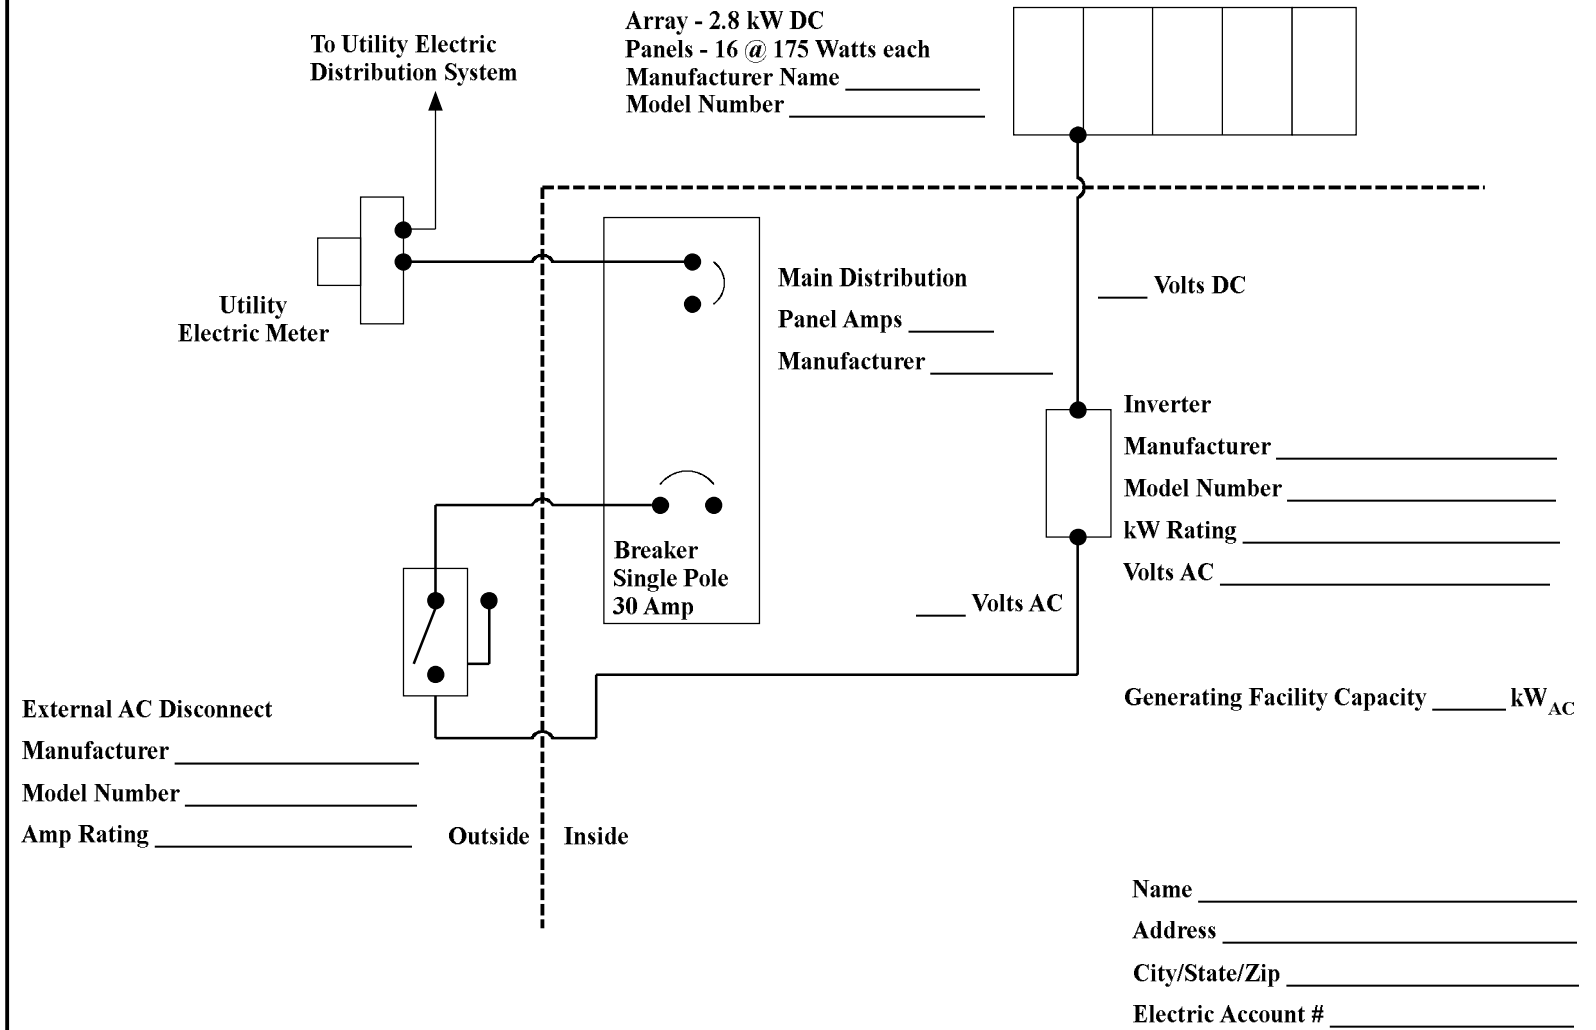 To Utility Electric
Distribution System
Array - 2.8 kW DC
Panels - 16 @ 175 Watts each
Manufacturer Name
Model Number
Utility
Electric Meter
Main Distribution
Panel Amps
Manufacturer
Volts DC
Inverter
Manufacturer
Model Number
kW Rating
Volts AC
Breaker
Single Pole
30 Amp
Volts AC
Generating Facility Capacity kW AC
External AC Disconnect
Manufacturer
Model Number
Amp Rating
Outside Inside
Name
Address
City/State/Zip
Electric Account #